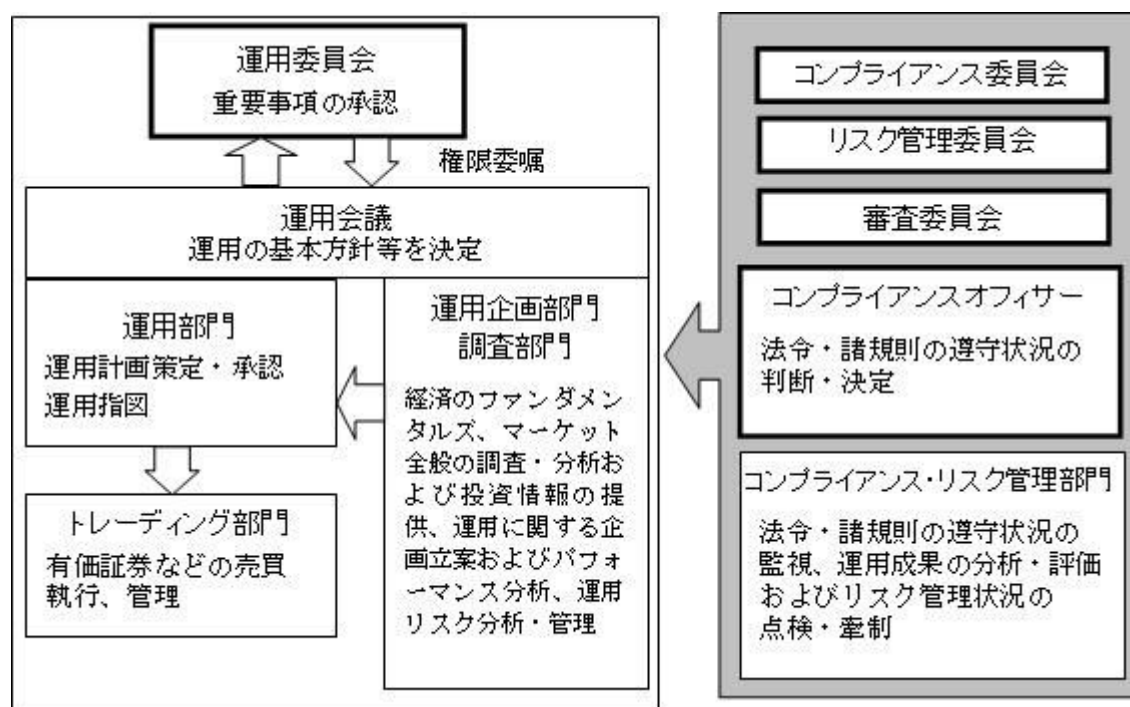 運用委員会
重要事項の承認
権限委嘱
運用会議
運用の基本方針等を決定
運用部門
運用計画策定・承認
運用指図
運用企画部門
調査部門
経済のファンダメン
タルズ、マーケット
全般の調査・分析お
よび投資情報の提
供、運用に関する企
画立案およびパフォ
ーマンス分析、運用
リスク分析・管理
トレーディング部門
有価証券などの売買
執行、管理
コンプライアンス委員会
リスク管理委員会
審査委員会
コンプライアンスオフィサー
法令・諸規則の遵守状況の
判断・決定
コンプライアンス・リスク管理部門
法令・諸規則の遵守状況の
監視、運用成果の分析・評価
およびリスク管理状況の
点検・牽制